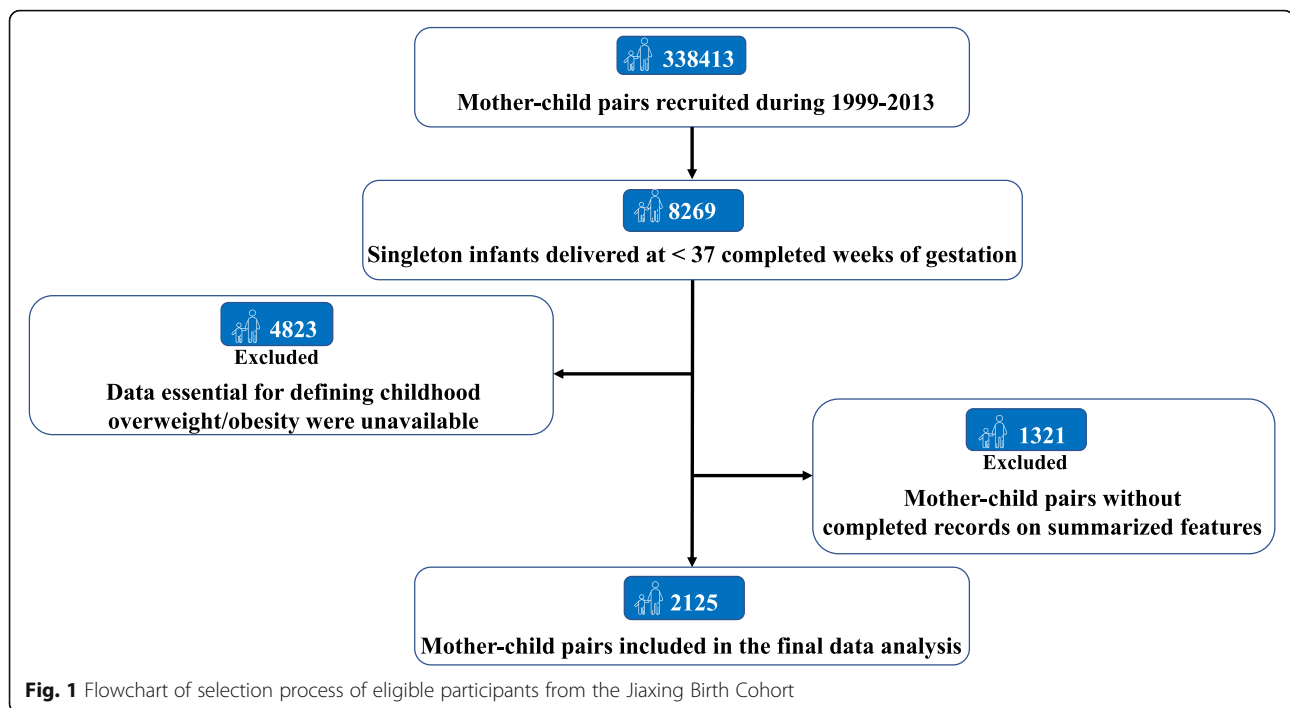 338413
Mother-child pairs recruited during 1999-2013
8269
Singleton infants delivered at < 37 completed weeks of gestation
4823
Excluded
Data essential for defining childhood
overweight/obesity were unavailable
1321
Excluded
Mother-child pairs without
completed records on summarized features
2125
Mother-child pairs included in the final data analysis
Fig. 1 Flowchart of selection process of eligible participants from the Jiaxing Birth Cohort